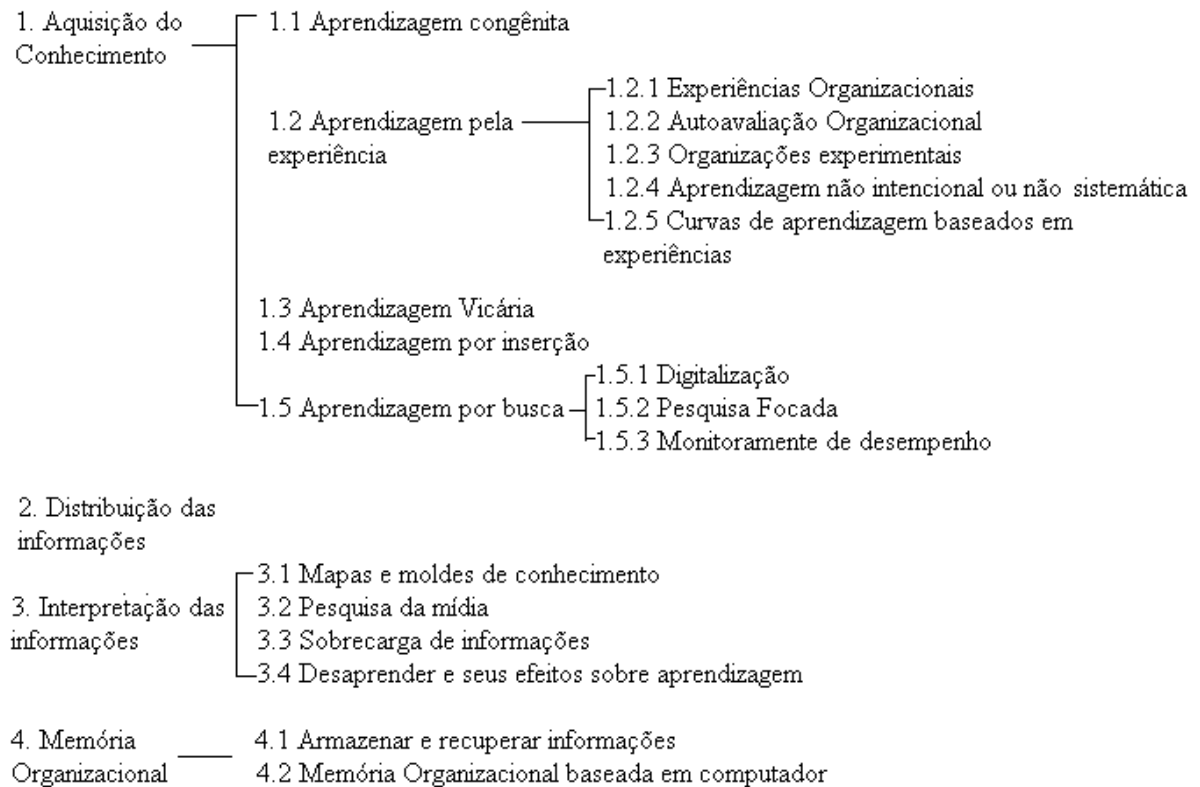 1. Aquisição do
Conhecimento
1.1 Aprendizagem congênita
1.2 Aprendizagem pela
experiência
1.2.1 Experiências Organizacionais
1.2.2 Autoavaliação Organizacional
1.2.3 Organizações experimentais
1.2.4 Aprendizagem não intencional ou não sistemática
1.2.5 Curvas de aprendizagem baseados em
experiências
1.3 Aprendizagem Vicária
1.4 Aprendizagem por inserção
1.5 Aprendizagem por busca
1.5.1 Digitalização
1.5.2 Pesquisa Focada
1.5.3 Monitoramente de desempenho
2. Distribuição das
informações
3. Interpretação das
informações
3.1 Mapas e moldes de conhecimento
3.2 Pesquisa da mídia
3.3 Sobrecarga de informações
3.4 Desaprender e seus efeitos sobre aprendizagem
4. Memória
Organizacional
4.1 Armazenar e recuperar informações
4.2 Memória Organizacional baseada em computador